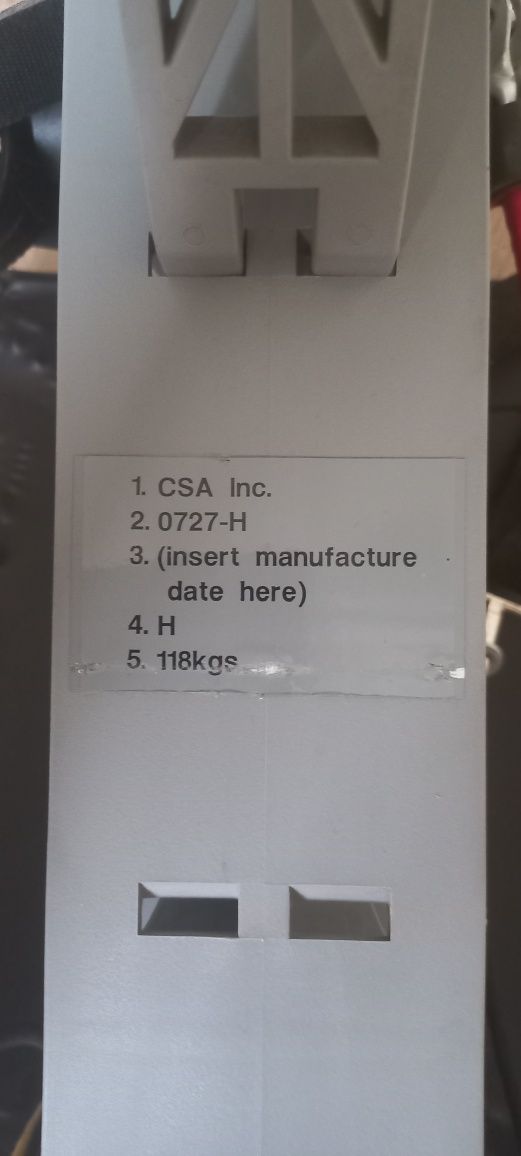 1. CSA Inc.
2. 0727-H
3. (insert manufacture
date here)
4. H
5. 118kgs